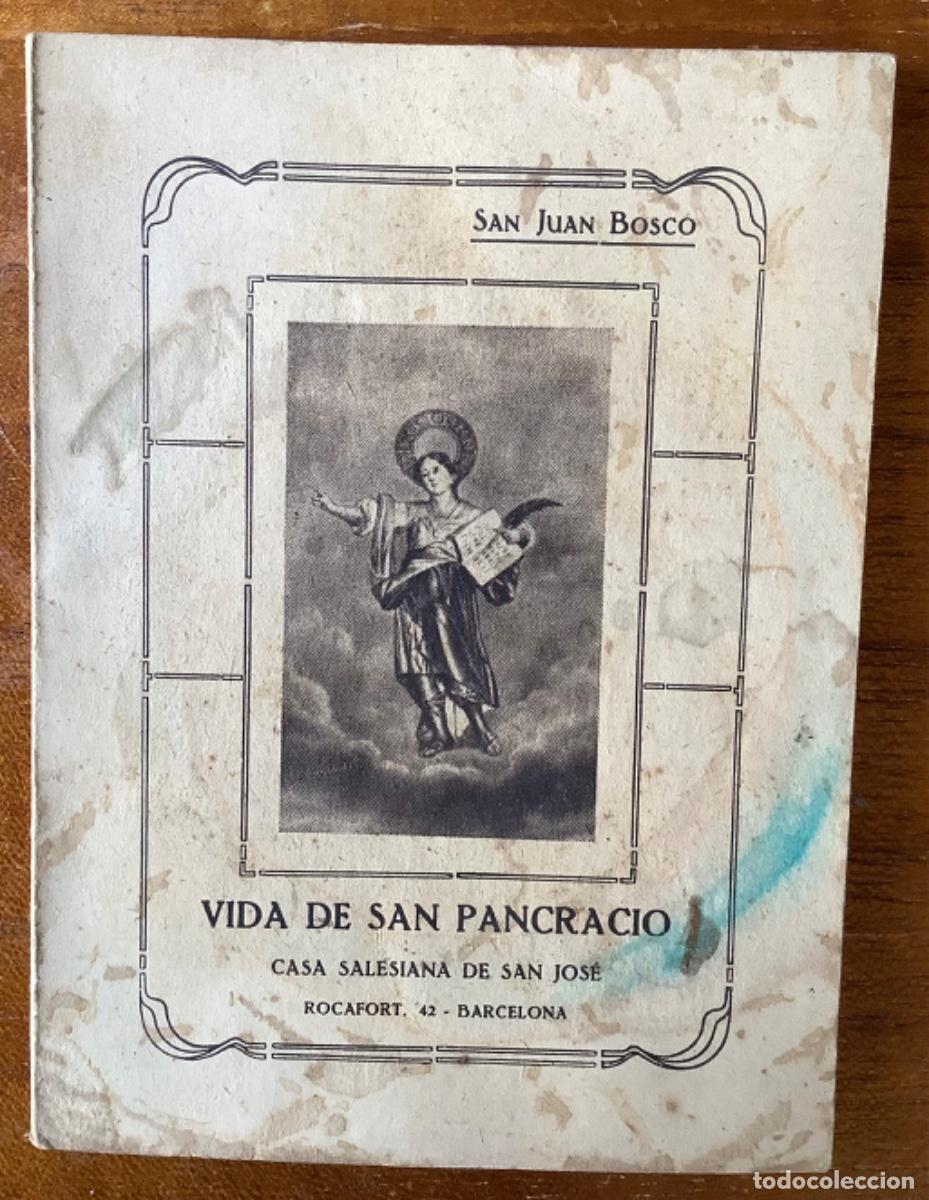 San Juan Bosco
VIDA DE SAN PANCRACIO
CASA SALESIANA DE SAN JOSÉ
ROCAFORT, 42 - BARCELONA
todocoleccion